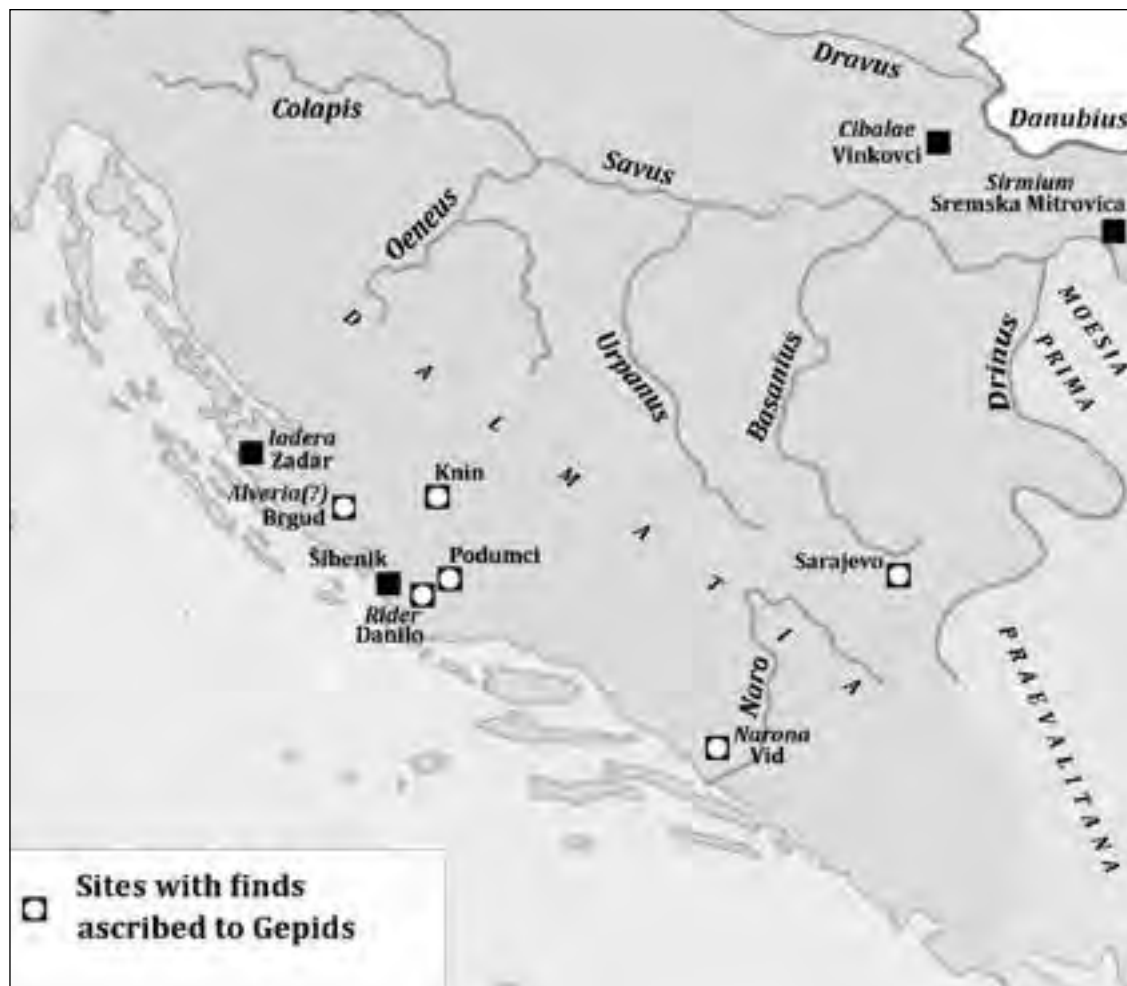 Dravus
Colapis
Danubius
Cibalae
Vinkovci
Savus
Sirmium
Sremska Mitrovica
Oeneus
MOESIA
PRIMA
DALMATIA
Urpanus
Basanius
Drinus
Iadera
Zadar
Knin
Alveria(?)
Brgud
Šibenik
Podumci
Sarajevo
Rider
Danilo
PRAEVALITANA
Naro
Narona
Vid
Sites with finds
ascribed to Gepids